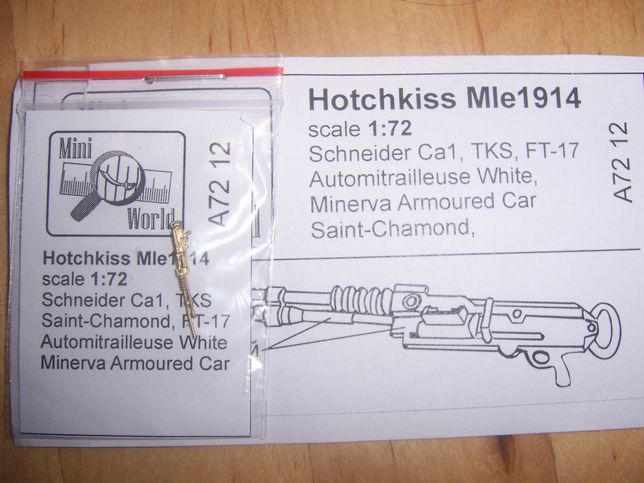 Mini
World
A72 12
Hotchkiss Mle1914
scale 1:72
Schneider Ca1, TKS
Saint-Chamond, FT-17
Automitrailleuse White
Minerva Armoured Car
Hotchkiss Mle1914
scale 1:72
Schneider Ca1, TKS, FT-17
Automitrailleuse White,
Minerva Armoured Car
Saint-Chamond,
A72 12